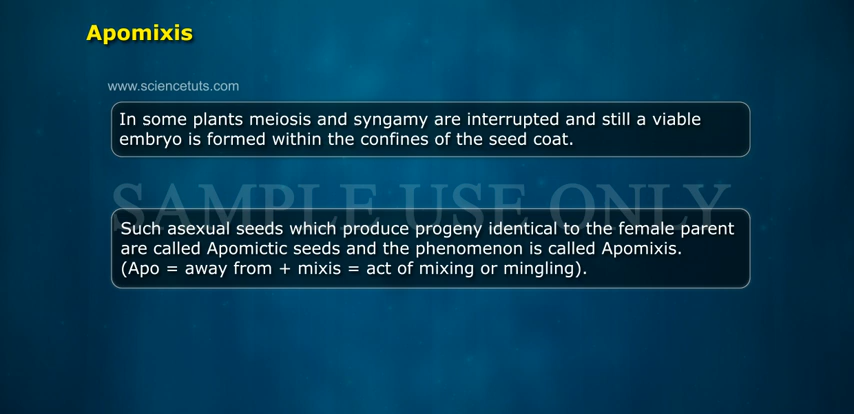 Apomixis
www.sciencetuts.com
In some plants meiosis and syngamy are interrupted and still a viable
embryo is formed within the confines of the seed coat.
SAMPLE USE ONLY
Such asexual seeds which produce progeny identical to the female parent
are called Apomictic seeds and the phenomenon is called Apomixis.
(Apo = away from + mixis = act of mixing or mingling).